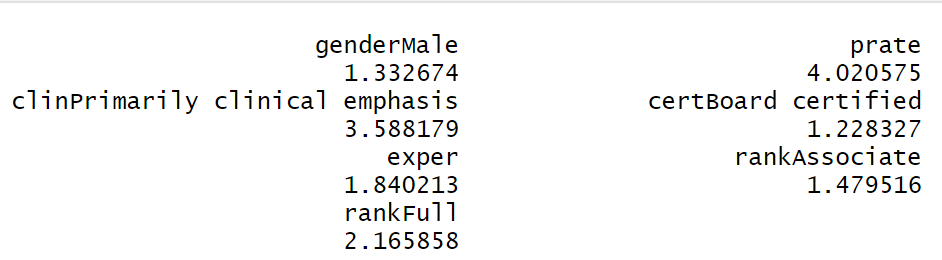 genderMale prate
1.332674 4.020575
clinPrimarily clinical emphasis certBoard certified
3.588179 1.228327
exper rankAssociate
1.840213 1.479516
rankFull
2.165858